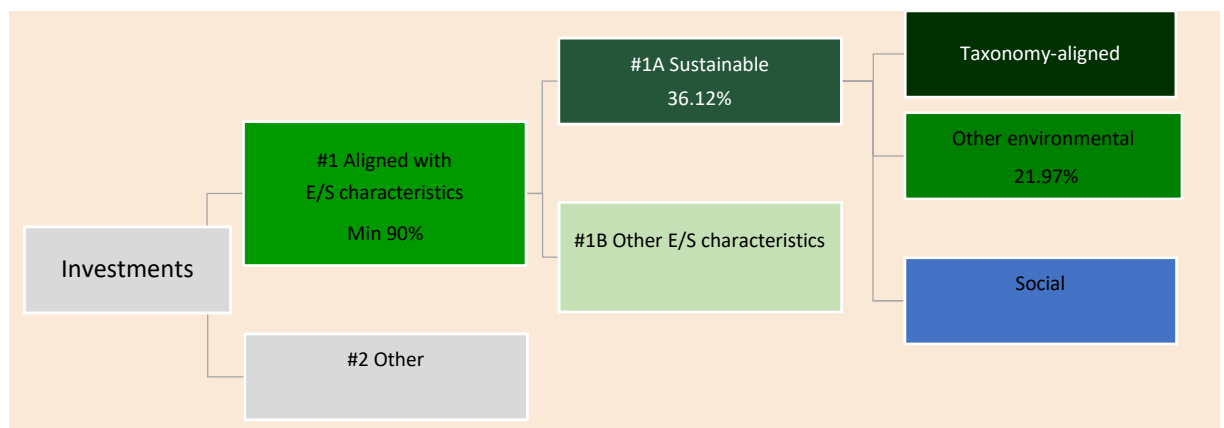 Investments
#1 Aligned with
E/S characteristics
Min 90%
#2 Other
#1A Sustainable
36.12%
#1B Other E/S characteristics
Taxonomy-aligned
Other environmental
21.97%
Social